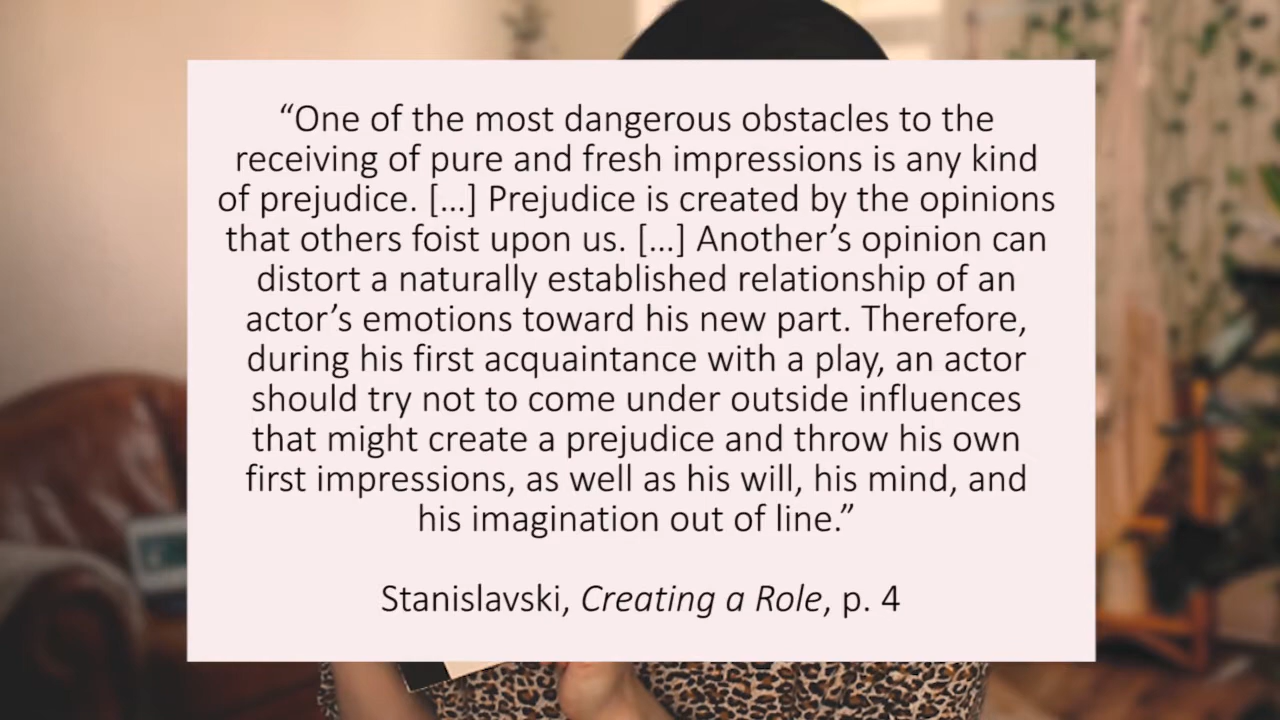 “One of the most dangerous obstacles to the
receiving of pure and fresh impressions is any kind
of prejudice. [...] Prejudice is created by the opinions
that others foist upon us. [...] Another’s opinion can
distort a naturally established relationship of an
actor’s emotions toward his new part. Therefore,
during his first acquaintance with a play, an actor
should try not to come under outside influences
that might create a prejudice and throw his own
first impressions, as well as his will, his mind, and
his imagination out of line.”
Stanislavski, Creating a Role, p. 4